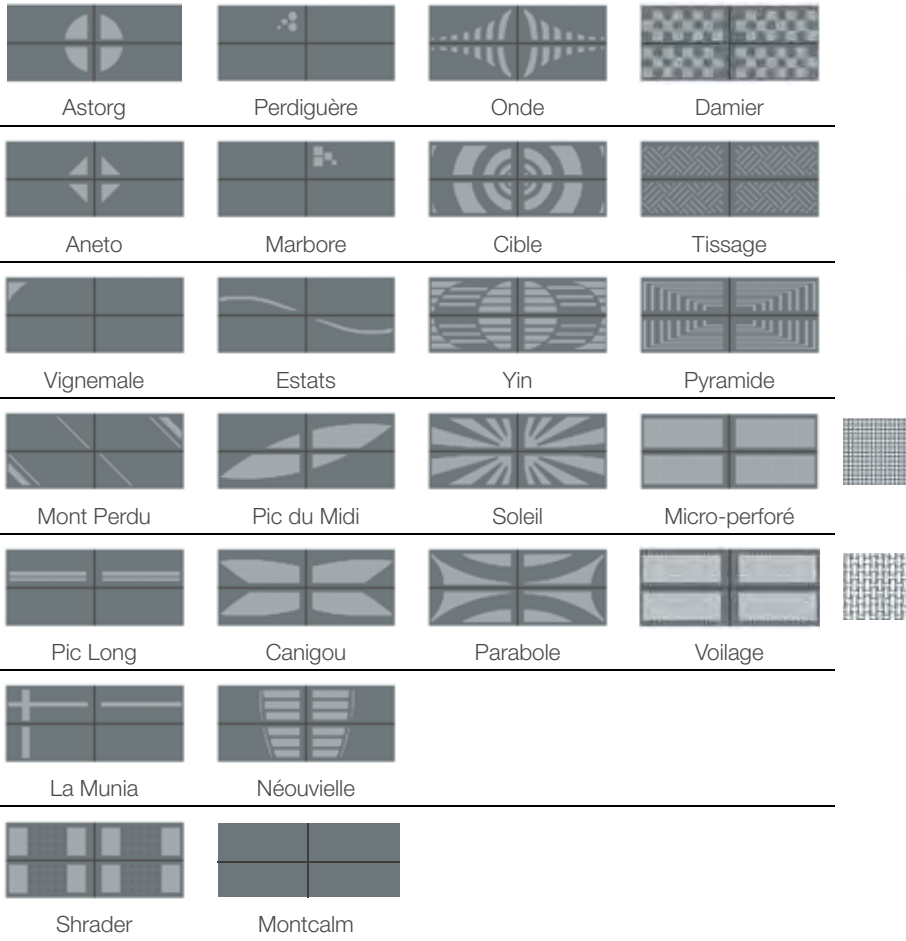 Astorg Perdiguère Onde Damier
Aneto Marbore Cible Tissage
Vignemale Estats Yin Pyramide
Mont Perdu Pic du Midi Soleil Micro-perforé
Pic Long Canigou Parabole Voilage
La Munia Néouvielle
Shrader Montcalm